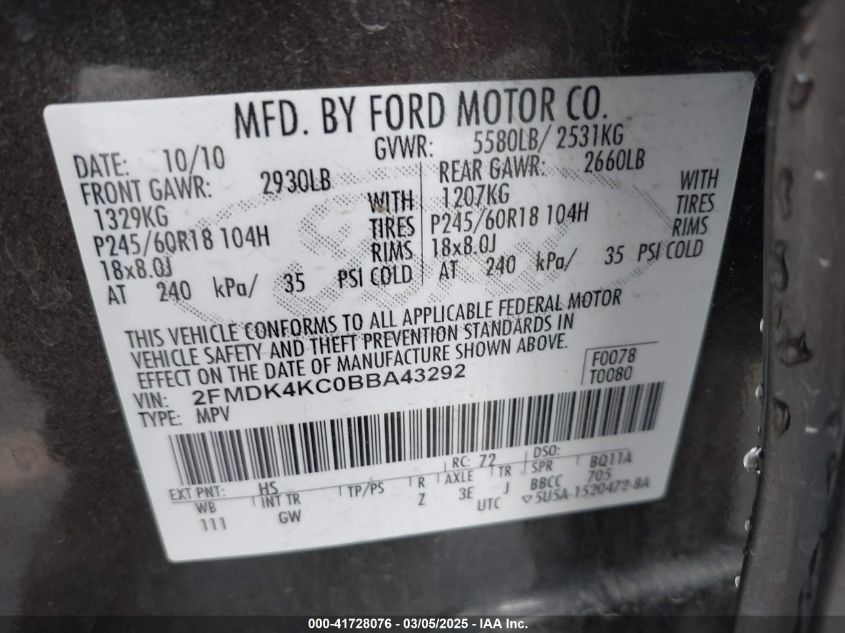 MFD. BY FORD MOTOR CO.
DATE: 10/10 GVWR: 5580LB/ 2531KG
FRONT GAWR: 2930LB REAR GAWR: 2660LB
1329KG WITH 1207KG WITH
P245/60R18 104H TIRES P245/60R18 104H TIRES
18x8.0J RIMS 18x8.0J RIMS
AT 240 kPa/ 35 PSI COLD AT 240 kPa/ 35 PSI COLD
THIS VEHICLE CONFORMS TO ALL APPLICABLE FEDERAL MOTOR
VEHICLE SAFETY AND THEFT PREVENTION STANDARDS IN
EFFECT ON THE DATE OF MANUFACTURE SHOWN ABOVE.
VIN: 2FMDK4KC0BBA43292 F0078
TYPE: MPV T0080
EXT PNT: HS RC: 72 DSO:
WB INT TR TP/PS R AXLE TR SPR BQ11A
111 GW Z 3E J BBCC 705
UTC ▽5U5A-1520472-BA
000-41728076 - 03/05/2025 - IAA Inc.